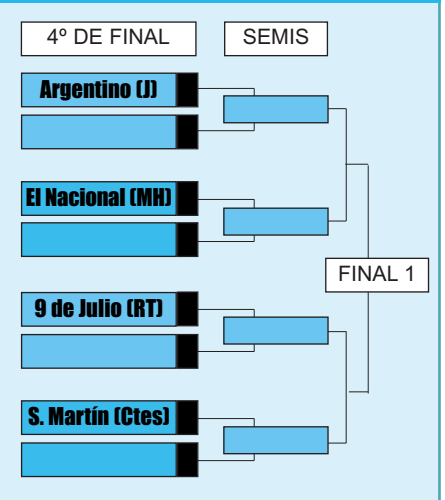 4º DE FINAL
SEMIS
Argentino (J)
El Nacional (MH)
FINAL 1
9 de Julio (RT)
S. Martín (Ctes)